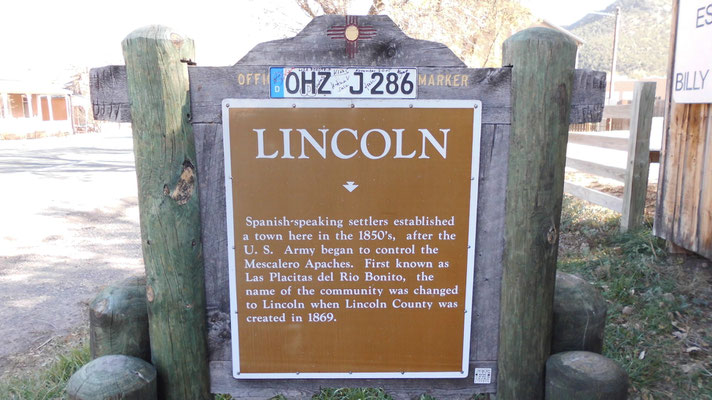 OFFI
MARKER
D
OHZ J 286
LINCOLN
Spanish-speaking settlers established
a town here in the 1850's, after the
U. S. Army began to control the
Mescalero Apaches. First known as
Las Placitas del Rio Bonito, the
name of the community was changed
to Lincoln when Lincoln County was
created in 1869.
ES
BILLY